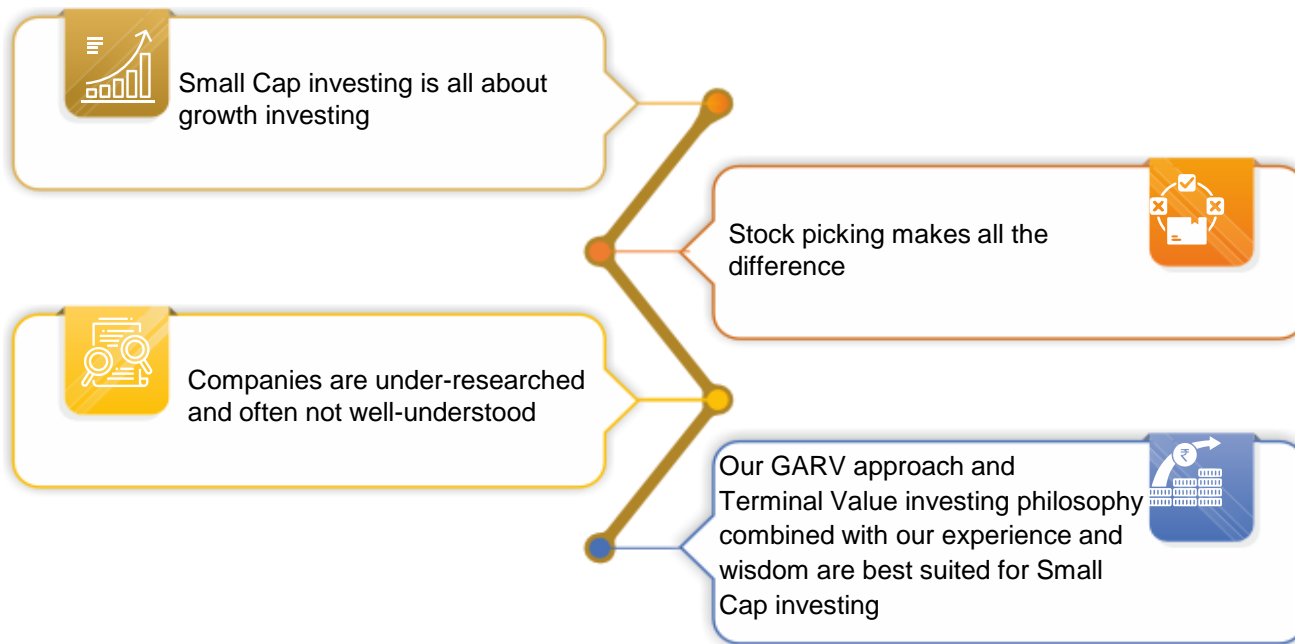 Small Cap investing is all about
growth investing
Stock picking makes all the
difference
Companies are under-researched
and often not well-understood
₹
Our GARV approach and
Terminal Value investing philosophy
combined with our experience and
wisdom are best suited for Small
Cap investing